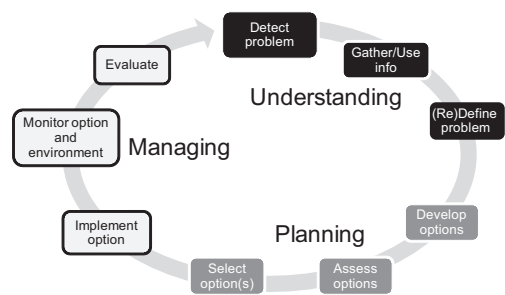 Detect
problem
Gather/Use
info
Understanding
(Re)Define
problem
Develop
options
Planning
Assess
options
Select
option(s)
Implement
option
Managing
Monitor option
and
environment
Evaluate